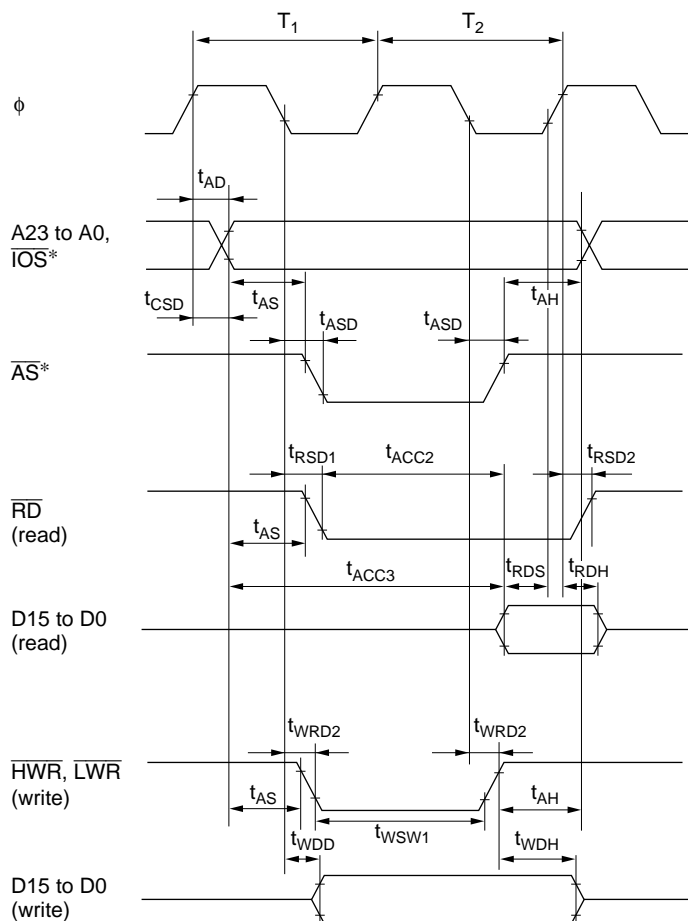 T1 T2
ϕ
tAD
A23 to A0,
IOS*
tCSD tAS tAH
tASD tASD
AS*
tRSD1 tACC2 tRSD2
RD
(read)
tAS
tACC3 tRDS tRDH
D15 to D0
(read)
tWRD2 tWRD2
HWR, LWR
(write)
tAS tAH
tWSW1
tWDD tWDH
D15 to D0
(write)